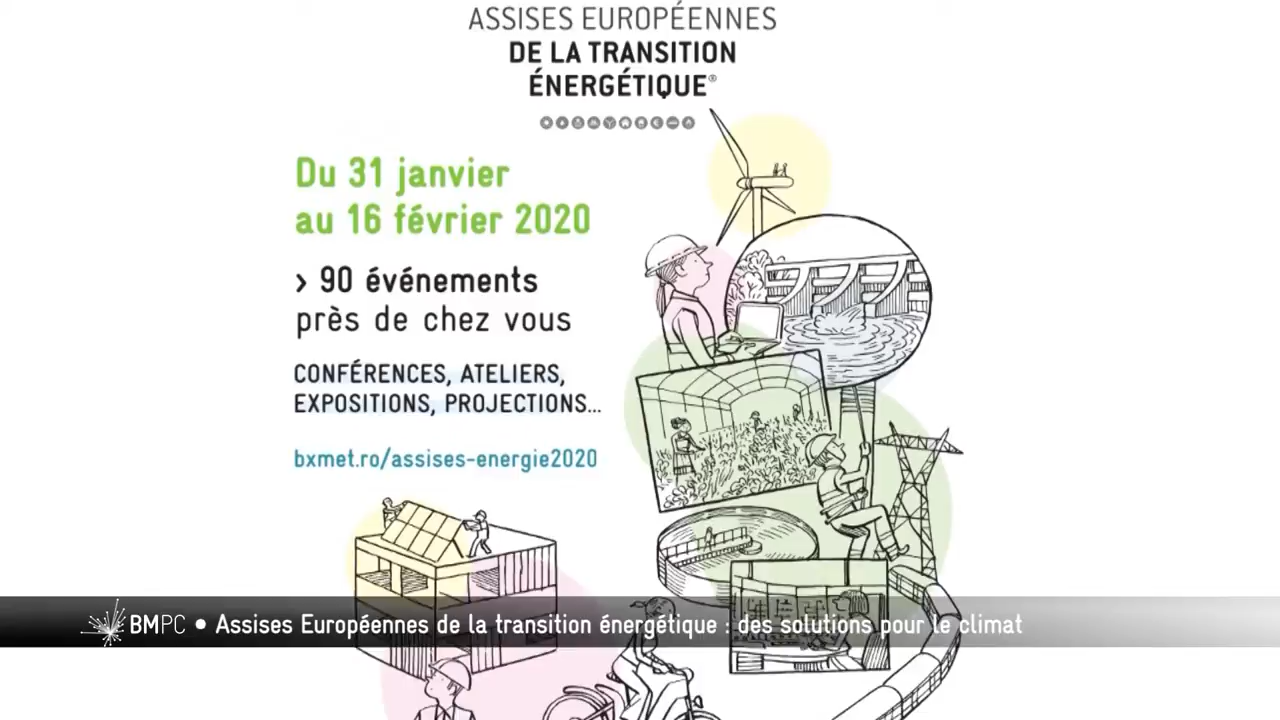 ASSISES EUROPÉENNES
DE LA TRANSITION
ÉNERGÉTIQUE®
Du 31 janvier
au 16 février 2020
› 90 événements
près de chez vous
CONFÉRENCES, ATELIERS,
EXPOSITIONS, PROJECTIONS...
bxmet.ro/assises-energie2020
BMPC • Assises Européennes de la transition énergétique : des solutions pour le climat